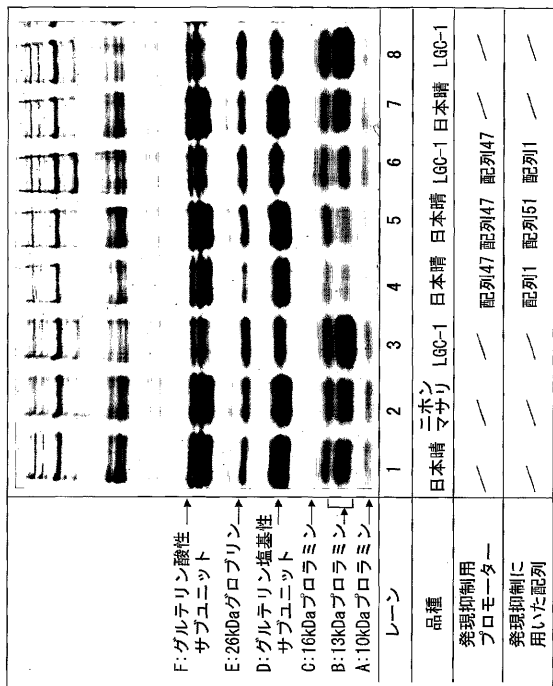 F:グルテリン酸性
サブユニット
E:26kDaグロブリン
D:グルテリン塩基性
サブユニット
C:16kDaプロラミン
B:13kDaプロラミン
A:10kDaプロラミン
レーン 1 2 3 4 5 6 7 8
品種 日本晴 ニホンマサリ LGC-1 日本晴 日本晴 LGC-1 日本晴 LGC-1
発現抑制用プロモーター / / / 配列47 配列47 配列47 / /
発現抑制に用いた配列 / / / 配列1 配列51 配列1 / /